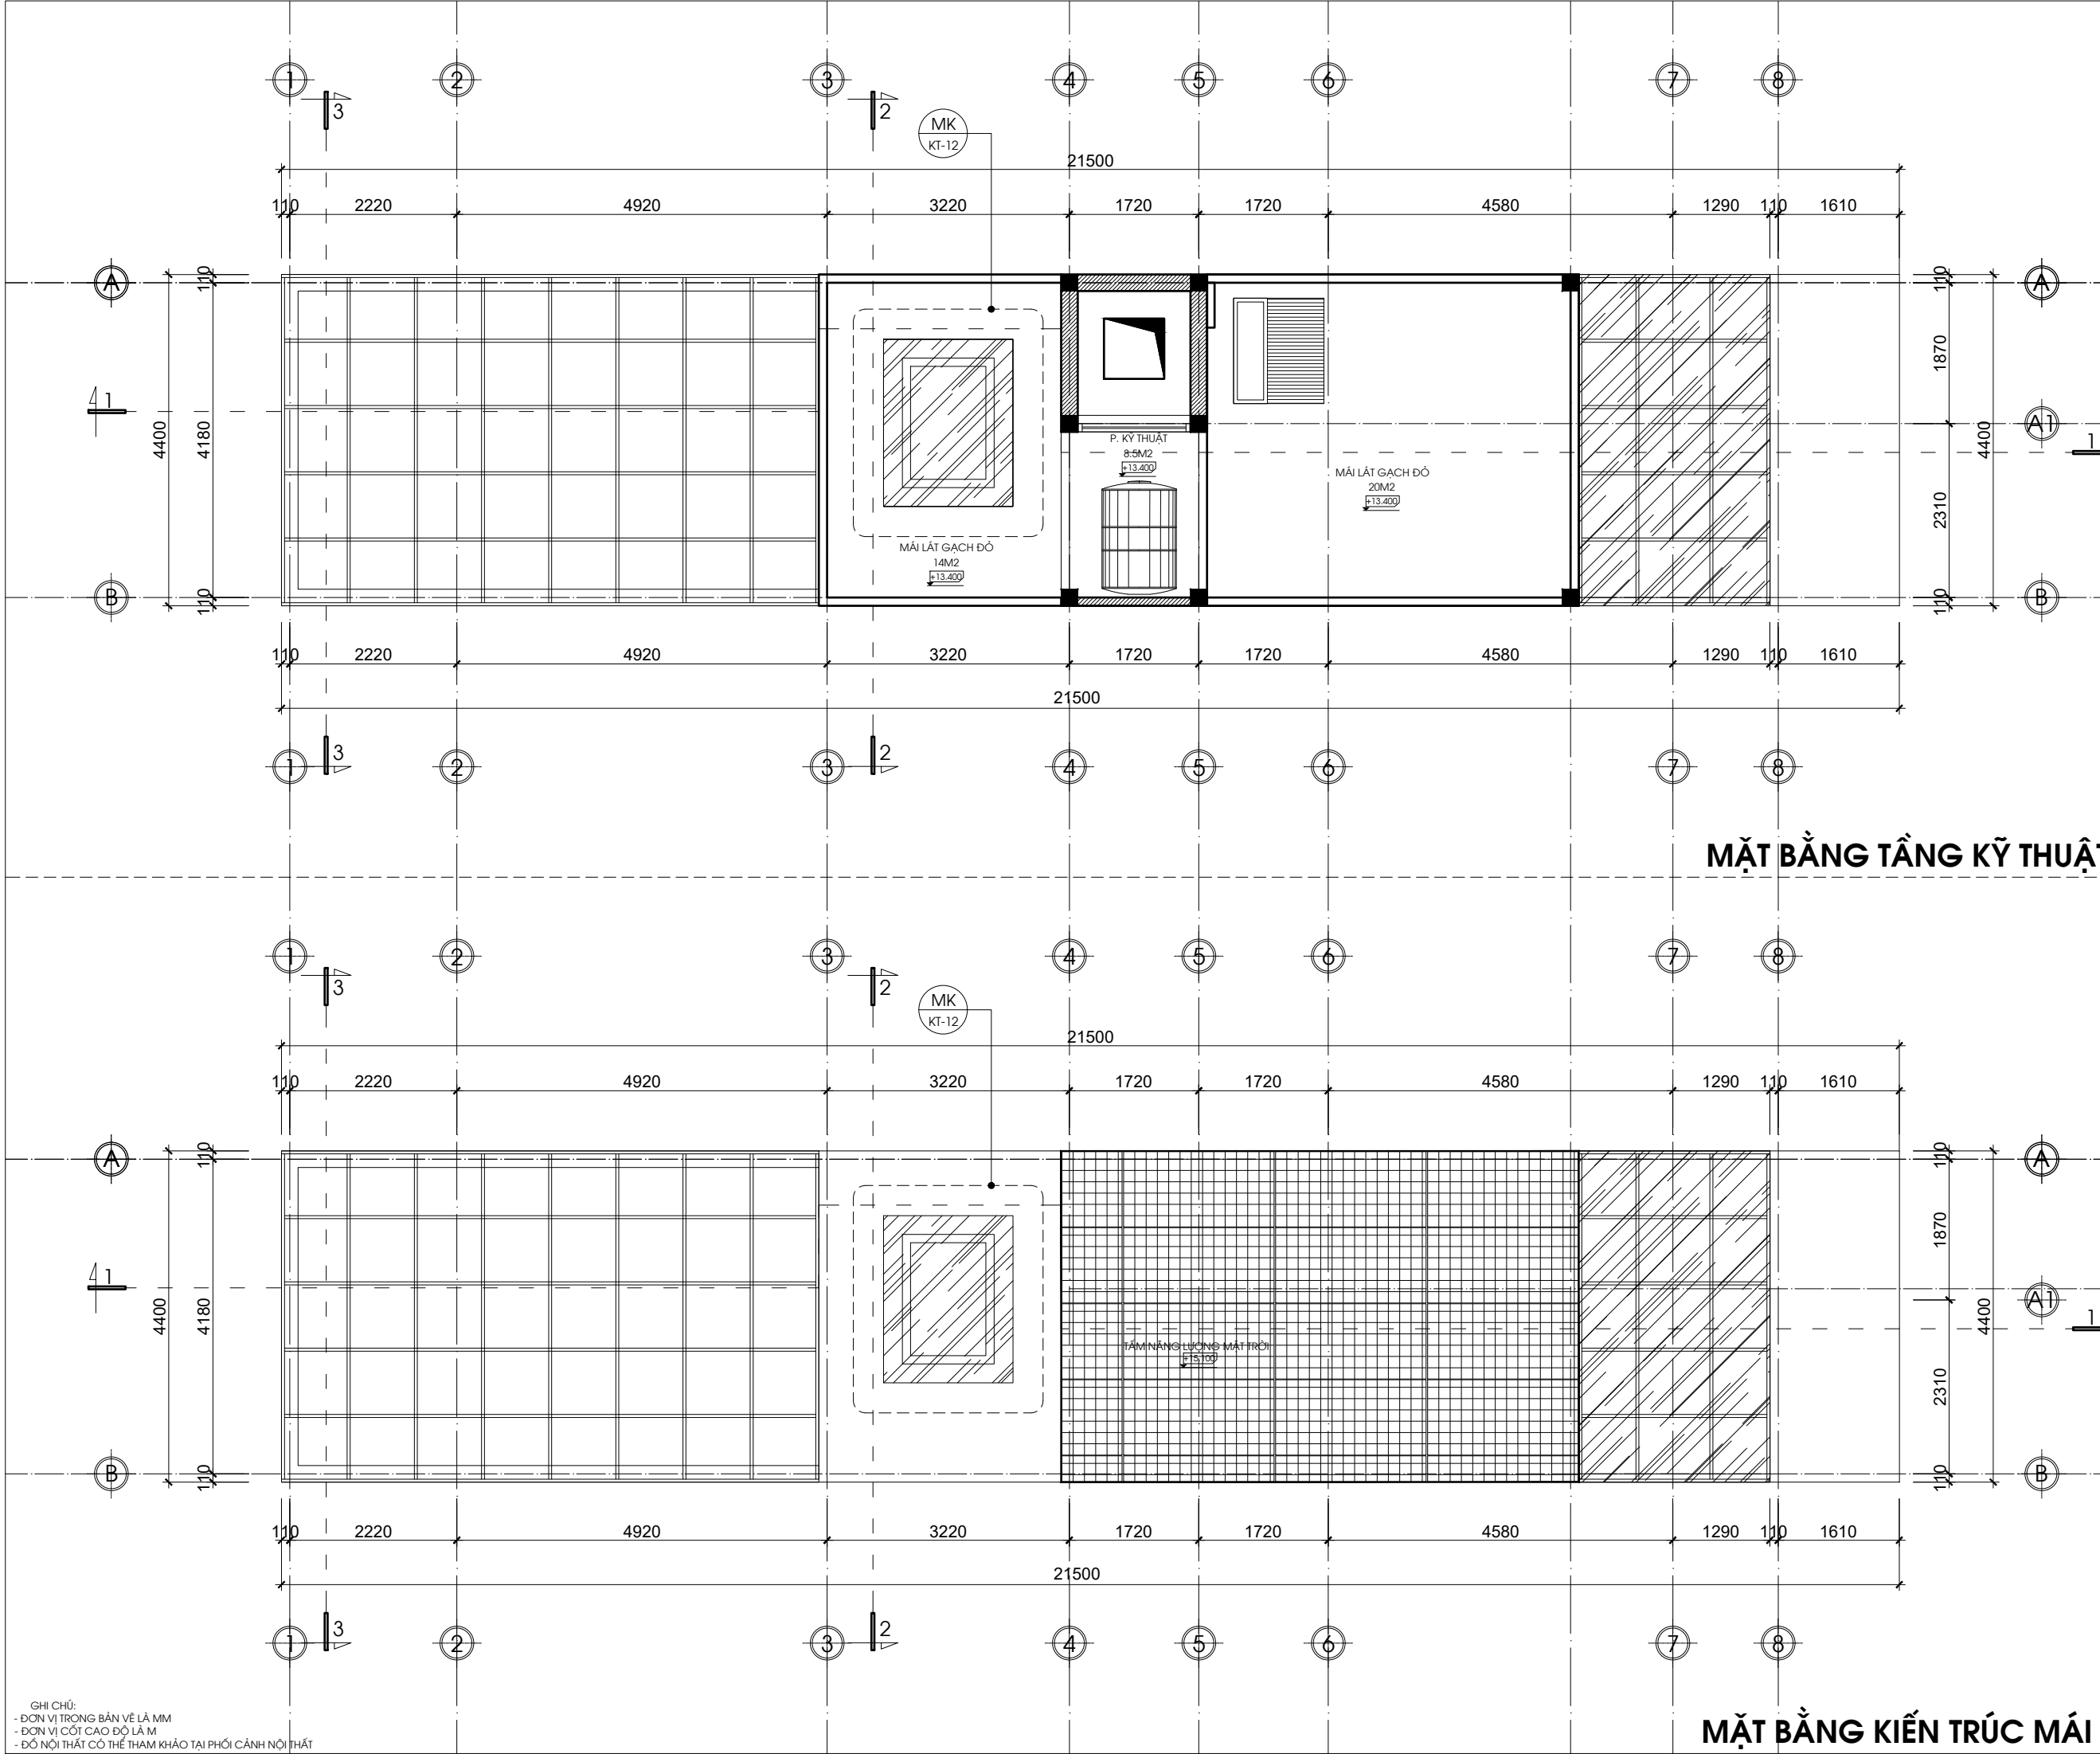 1 2 3 4 5 6 7 8
3 2
MK
KT-12
21500
110 2220 4920 3220 1720 1720 4580 1290 110 1610
A 110 110 A
1870
1 4400 4180 A1
4400 1
P. KỸ THUẬT
8.5M2
+13.400
MÁI LÁT GẠCH ĐỎ
20M2
+13.400
2310
MÁI LÁT GẠCH ĐỎ
14M2
+13.400
B 110 110 B
110 2220 4920 3220 1720 1720 4580 1290 110 1610
21500
3 2
1 2 3 4 5 6 7 8
MẶT BẰNG TẦNG KỸ THUẬT
1 2 3 4 5 6 7 8
3 2
MK
KT-12
21500
110 2220 4920 3220 1720 1720 4580 1290 110 1610
A 110 110 A
1870
1 4400 4180 A1
4400 1
TẤM NĂNG LƯỢNG MẶT TRỜI
+15.100
2310
B 110 110 B
110 2220 4920 3220 1720 1720 4580 1290 110 1610
21500
3 2
1 2 3 4 5 6 7 8
GHI CHÚ:
- ĐƠN VỊ TRONG BẢN VẼ LÀ MM
- ĐƠN VỊ CỐT CAO ĐỘ LÀ M
- ĐỒ NỘI THẤT CÓ THỂ THAM KHẢO TẠI PHỐI CẢNH NỘI THẤT
MẶT BẰNG KIẾN TRÚC MÁI